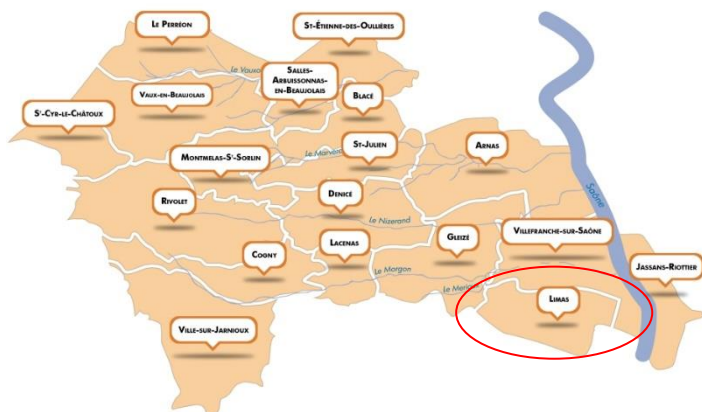 Le Perréon
St-Étienne-des-Oullières
Le Vauxonne
Salles-
Arbuissonnas-
en-Beaujolais
Vaux-en-Beaujolais
Blacé
St-Cyr-le-Châtoux
St-Julien
Arnas
Le Marverand
Montmelas-St-Sorlin
Saône
Denicé
Rivolet
Le Nizerand
Villefranche-sur-Saône
Gleizé
Lacenas
Cogny
Jassans-Riottier
Le Morgon
Le Merloux
Limas
Ville-sur-Jarnioux